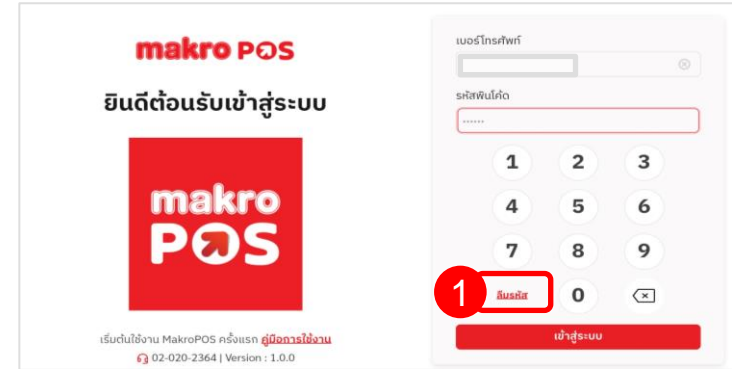 makro POS
ยินดีต้อนรับเข้าสู่ระบบ
makro
POS
เริ่มต้นใช้งาน MakroPOS ครั้งแรก คู่มือการใช้งาน
02-020-2364 | Version : 1.0.0
เบอร์โทรศัพท์
รหัสพินโค้ด
......
1 2 3
4 5 6
7 8 9
1 ลืมรหัส 0
เข้าสู่ระบบ